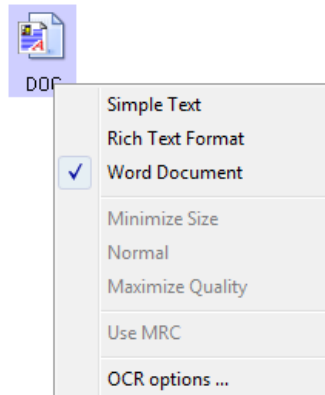 DOC
Simple Text
Rich Text Format
Word Document
Minimize Size
Normal
Maximize Quality
Use MRC
OCR options ...